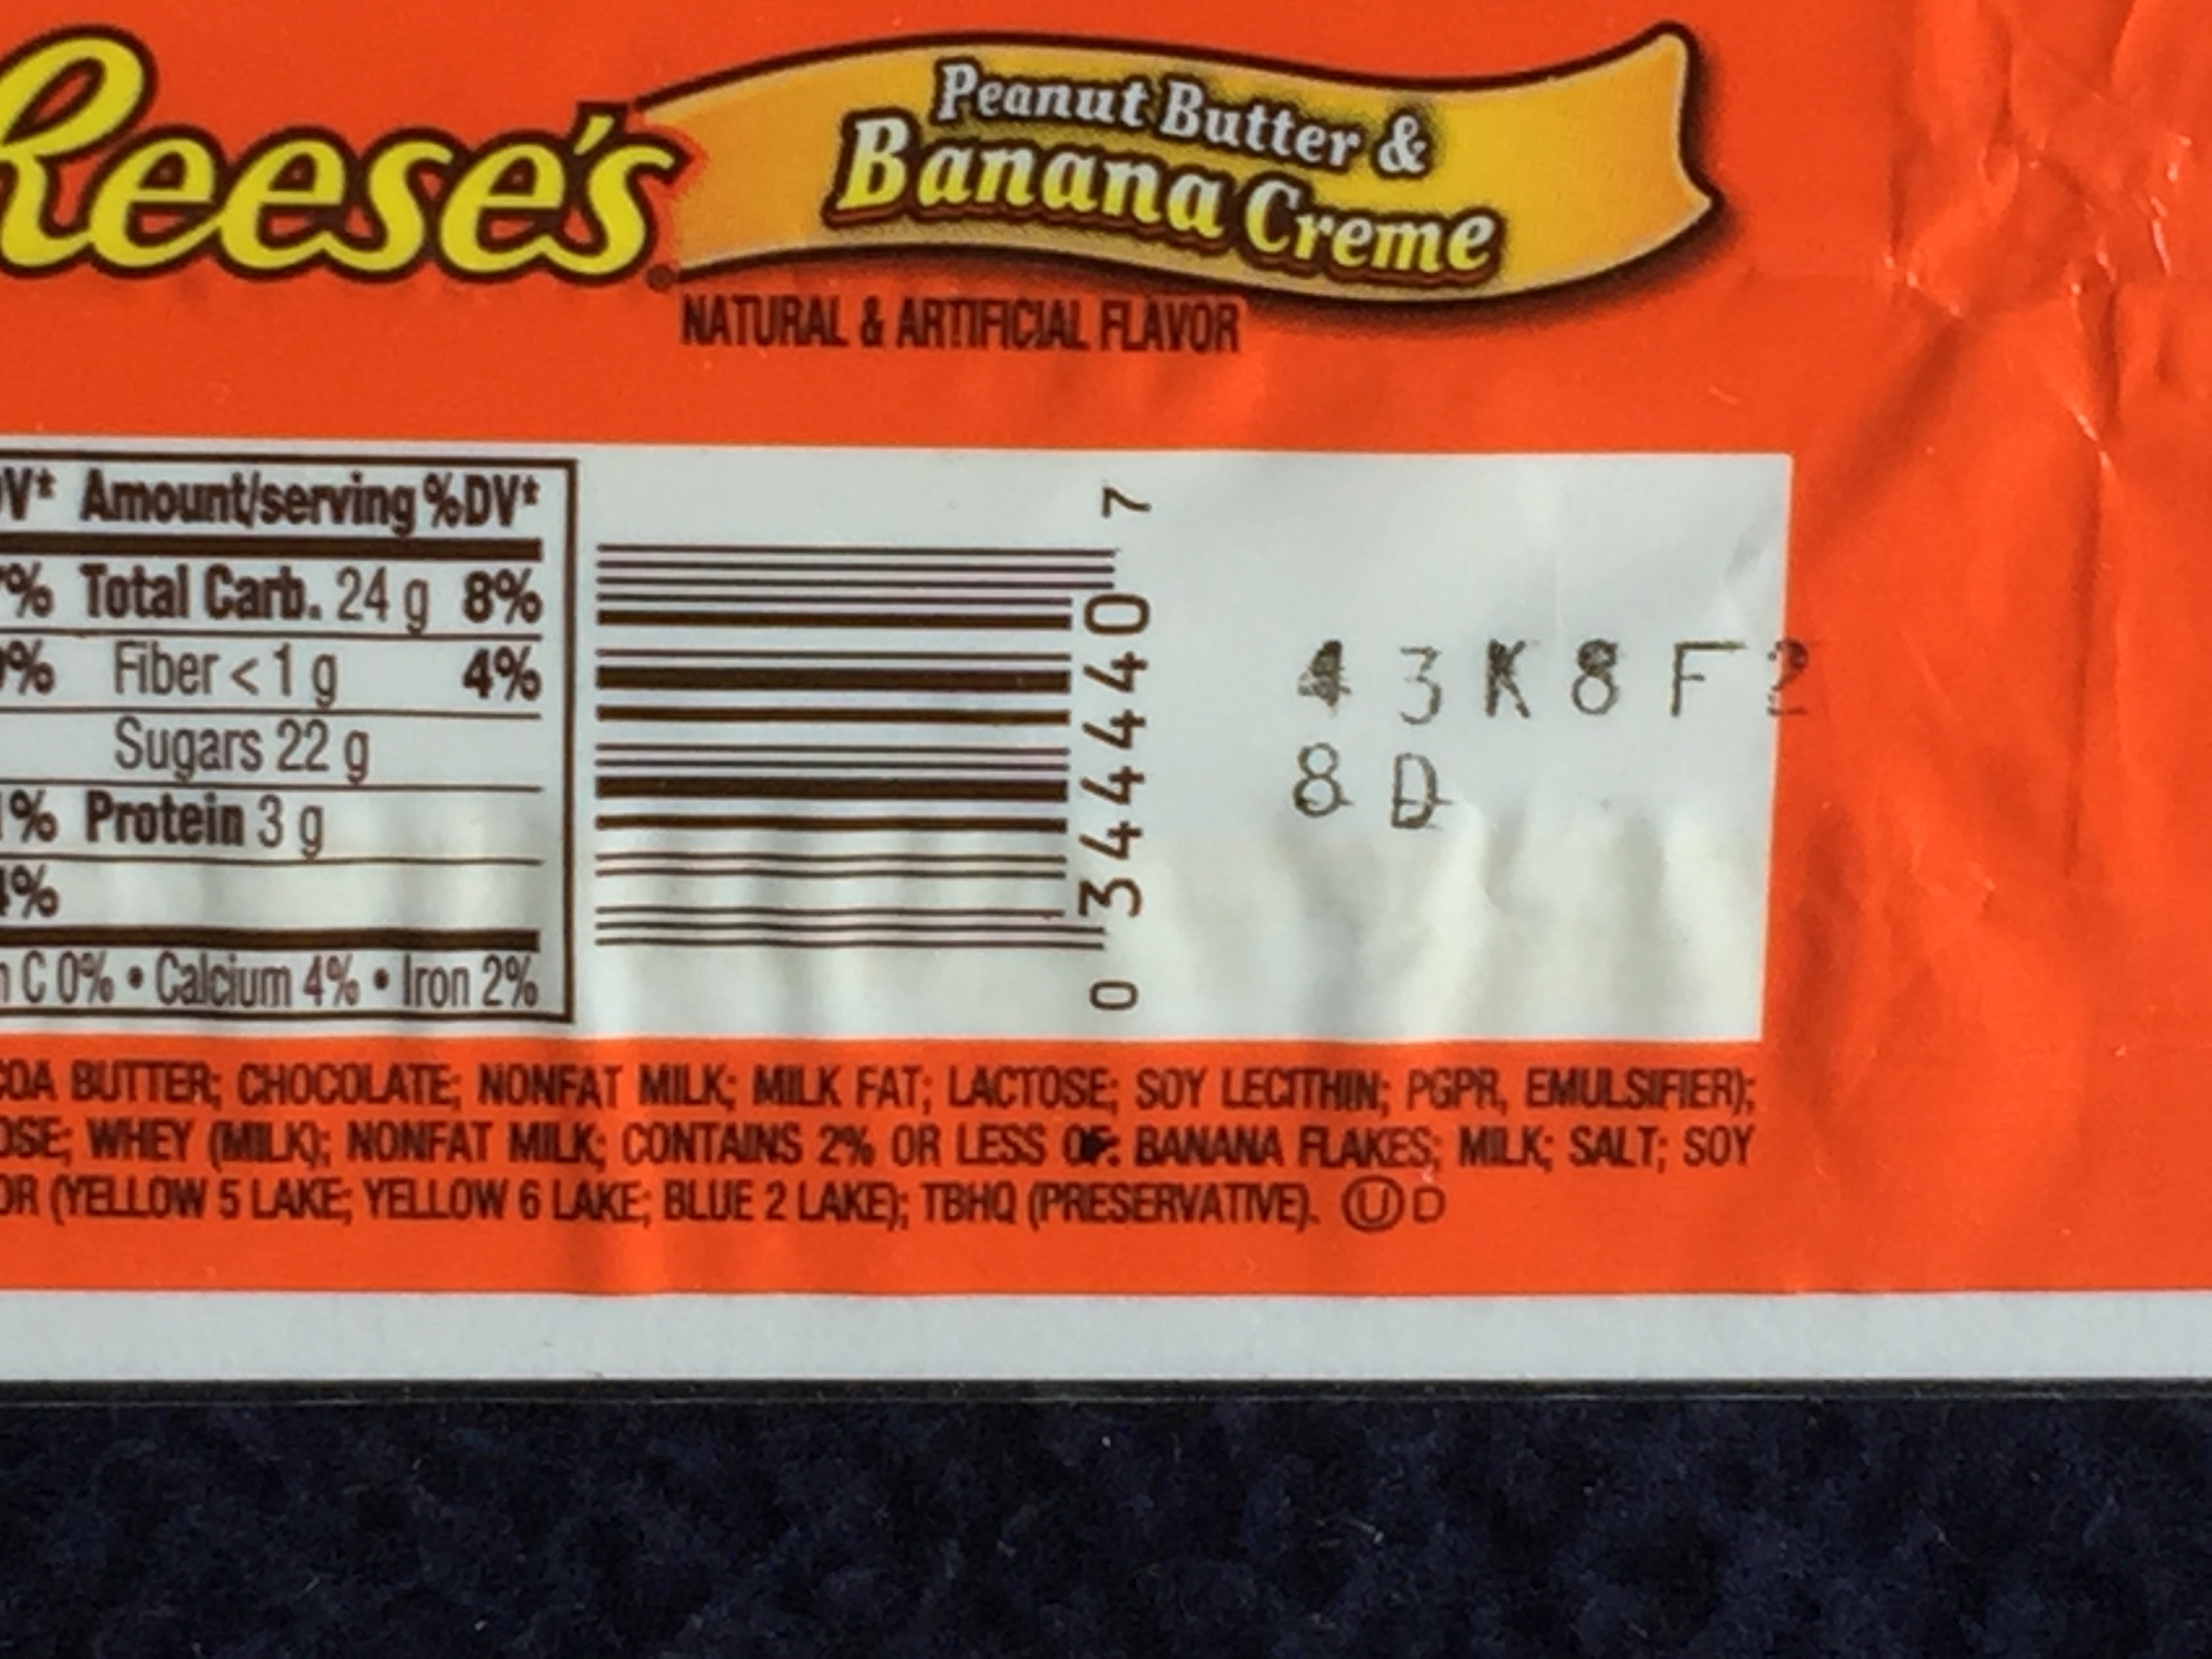 Reese's
Peanut Butter &
Banana Creme
NATURAL & ARTIFICIAL FLAVOR
Amount/serving %DV*
Total Carb. 24 g 8%
Fiber < 1 g 4%
Sugars 22 g
Protein 3 g
C 0% • Calcium 4% • Iron 2%
0 34440 7
43K8F2
8D
BUTTER; CHOCOLATE; NONFAT MILK; MILK FAT; LACTOSE; SOY LECITHIN; PGPR, EMULSIFIER);
WHEY (MILK); NONFAT MILK; CONTAINS 2% OR LESS OF: BANANA FLAKES; MILK; SALT; SOY
(YELLOW 5 LAKE; YELLOW 6 LAKE; BLUE 2 LAKE); TBHQ (PRESERVATIVE). Ⓤ D